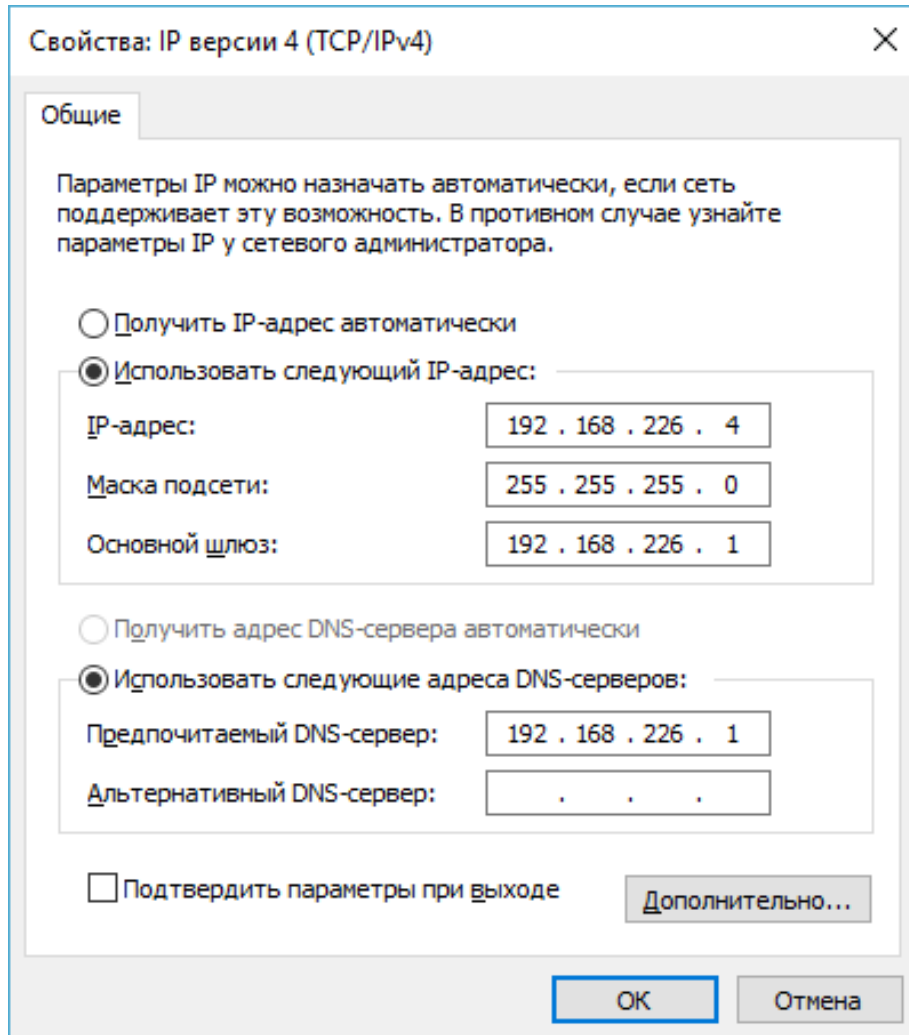 Свойства: IP версии 4 (TCP/IPv4)
Общие
Параметры IP можно назначать автоматически, если сеть
поддерживает эту возможность. В противном случае узнайте
параметры IP у сетевого администратора.
Получить IP-адрес автоматически
Использовать следующий IP-адрес:
IP-адрес: 192 . 168 . 226 . 4
Маска подсети: 255 . 255 . 255 . 0
Основной шлюз: 192 . 168 . 226 . 1
Получить адрес DNS-сервера автоматически
Использовать следующие адреса DNS-серверов:
Предпочитаемый DNS-сервер: 192 . 168 . 226 . 1
Альтернативный DNS-сервер: . . .
Подтвердить параметры при выходе
Дополнительно...
ОК Отмена